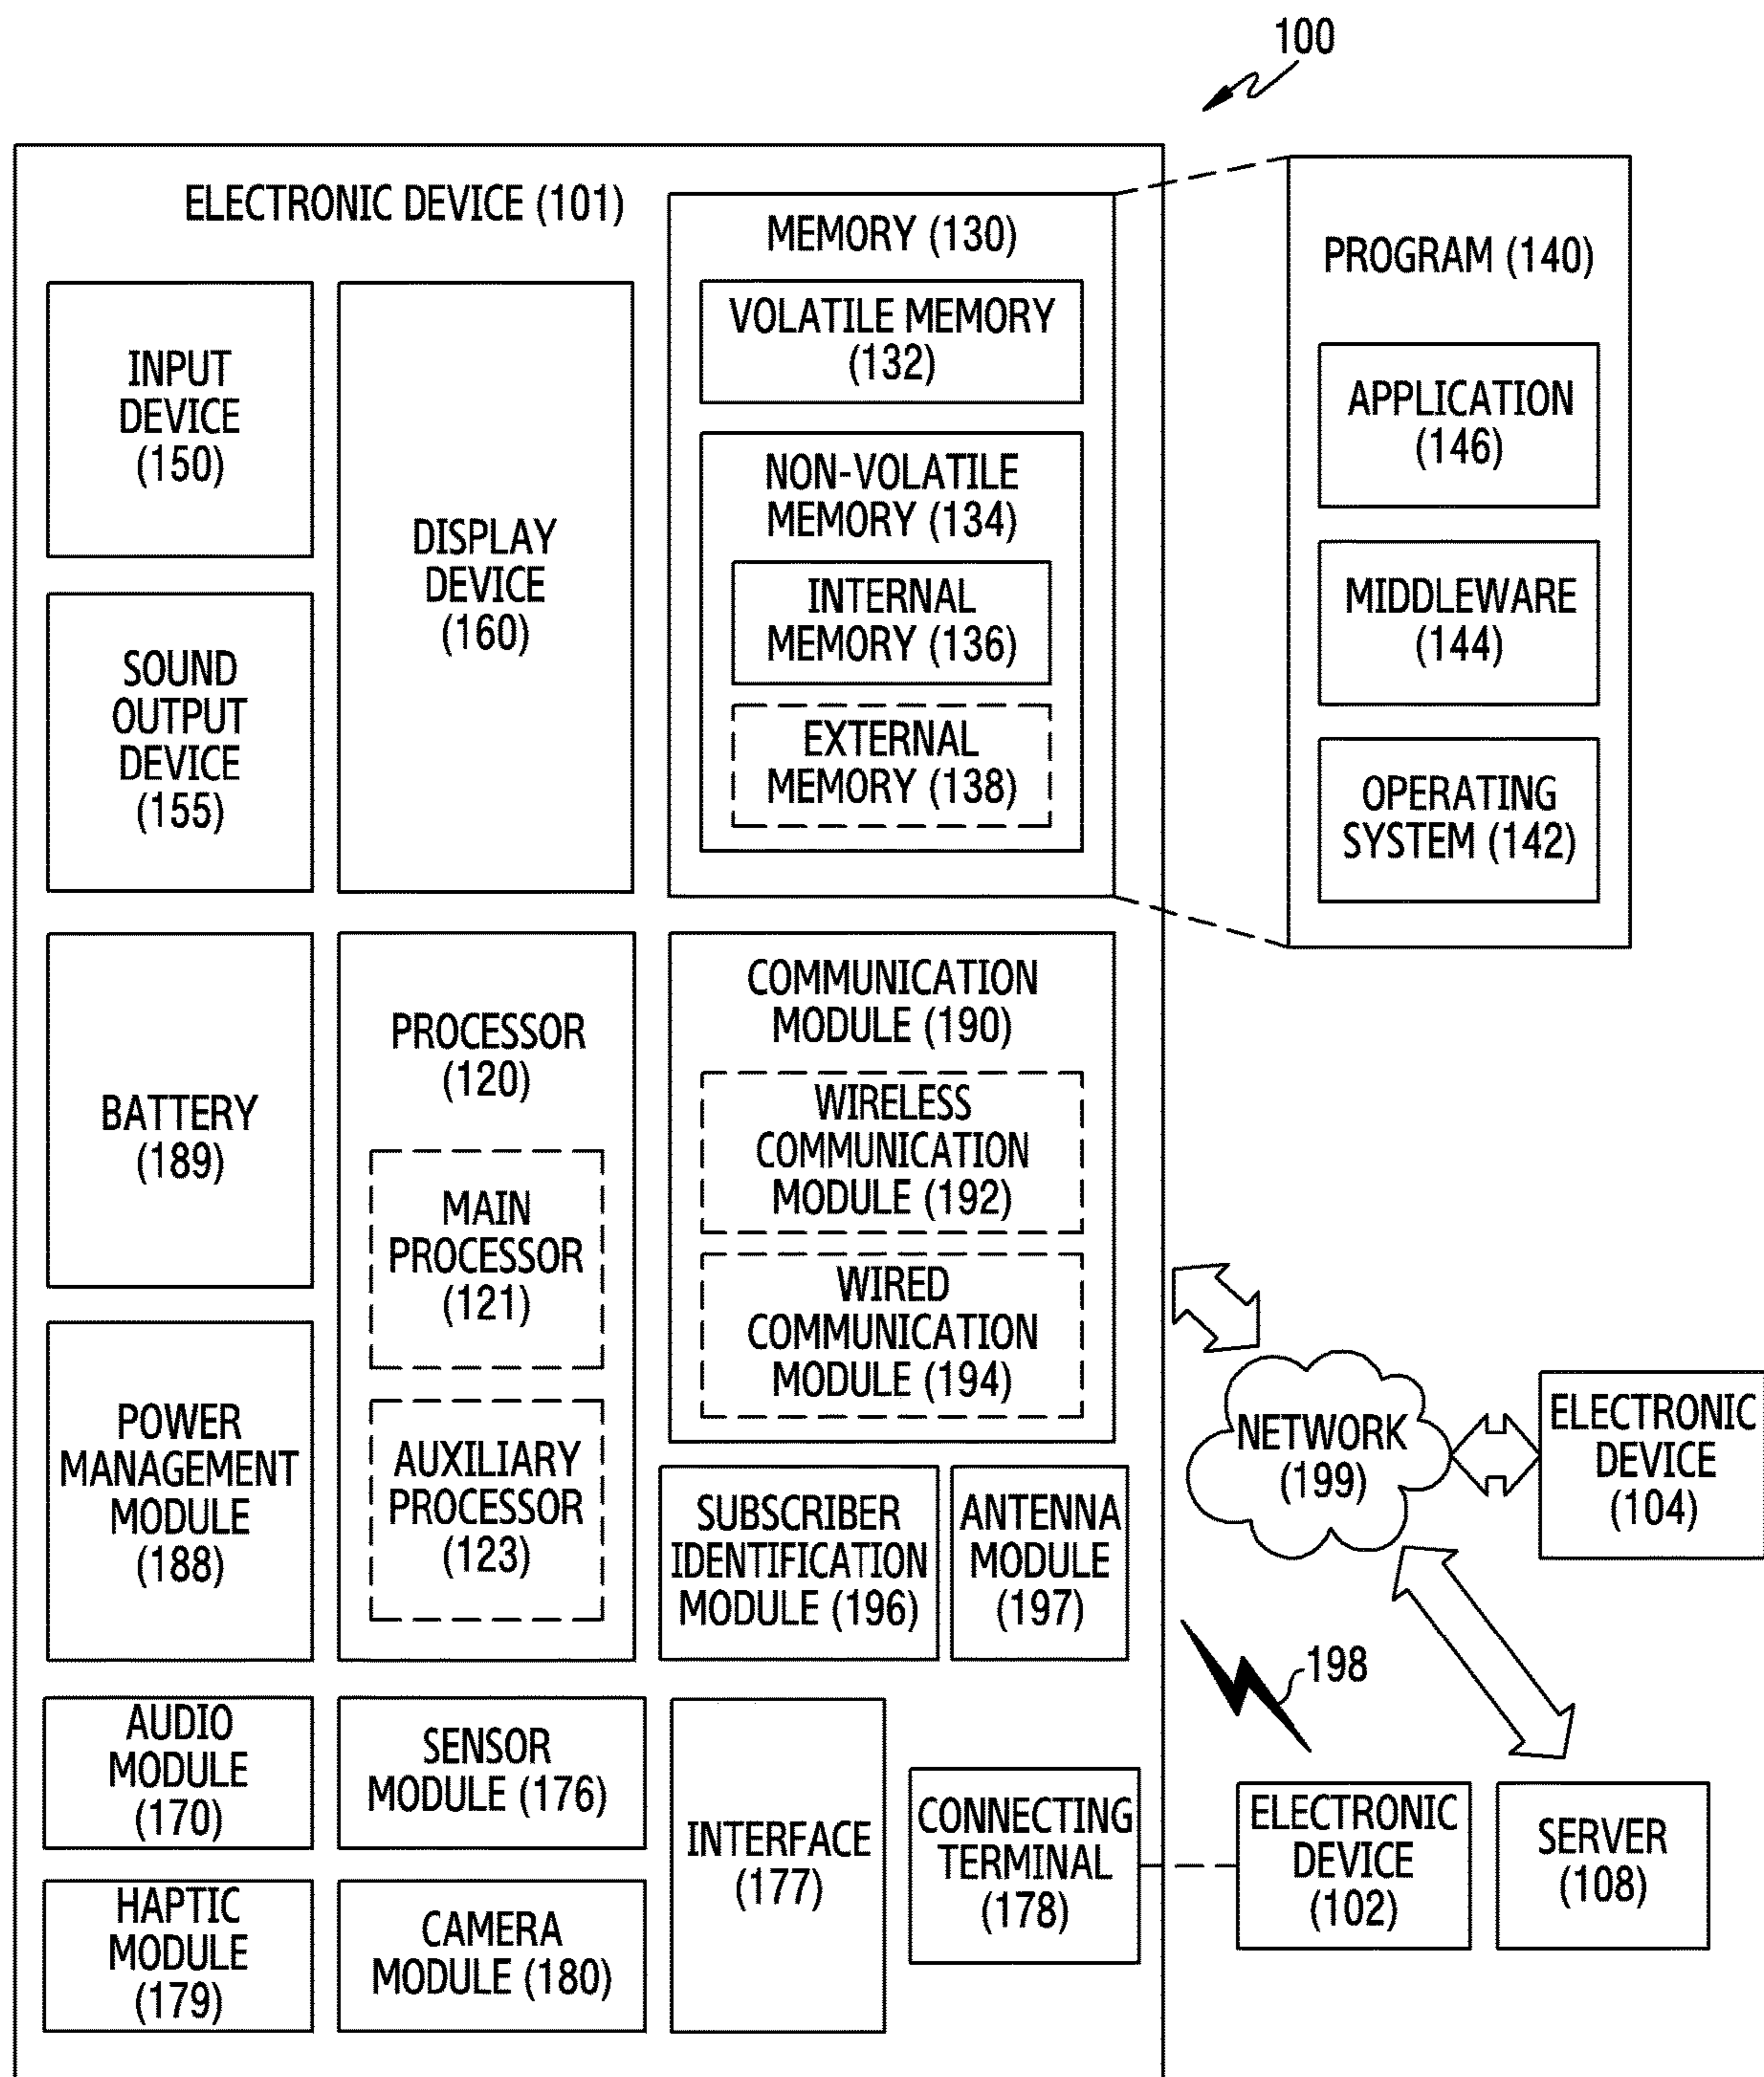 100
ELECTRONIC DEVICE (101)
INPUT
DEVICE
(150)
SOUND
OUTPUT
DEVICE
(155)
DISPLAY
DEVICE
(160)
MEMORY (130)
VOLATILE MEMORY
(132)
NON-VOLATILE
MEMORY (134)
INTERNAL
MEMORY (136)
EXTERNAL
MEMORY (138)
PROGRAM (140)
APPLICATION
(146)
MIDDLEWARE
(144)
OPERATING
SYSTEM (142)
BATTERY
(189)
POWER
MANAGEMENT
MODULE
(188)
PROCESSOR
(120)
MAIN
PROCESSOR
(121)
AUXILIARY
PROCESSOR
(123)
COMMUNICATION
MODULE (190)
WIRELESS
COMMUNICATION
MODULE (192)
WIRED
COMMUNICATION
MODULE (194)
SUBSCRIBER
IDENTIFICATION
MODULE (196)
ANTENNA
MODULE
(197)
NETWORK
(199)
ELECTRONIC
DEVICE
(104)
198
AUDIO
MODULE
(170)
SENSOR
MODULE (176)
INTERFACE
(177)
CONNECTING
TERMINAL
(178)
ELECTRONIC
DEVICE
(102)
SERVER
(108)
HAPTIC
MODULE
(179)
CAMERA
MODULE (180)